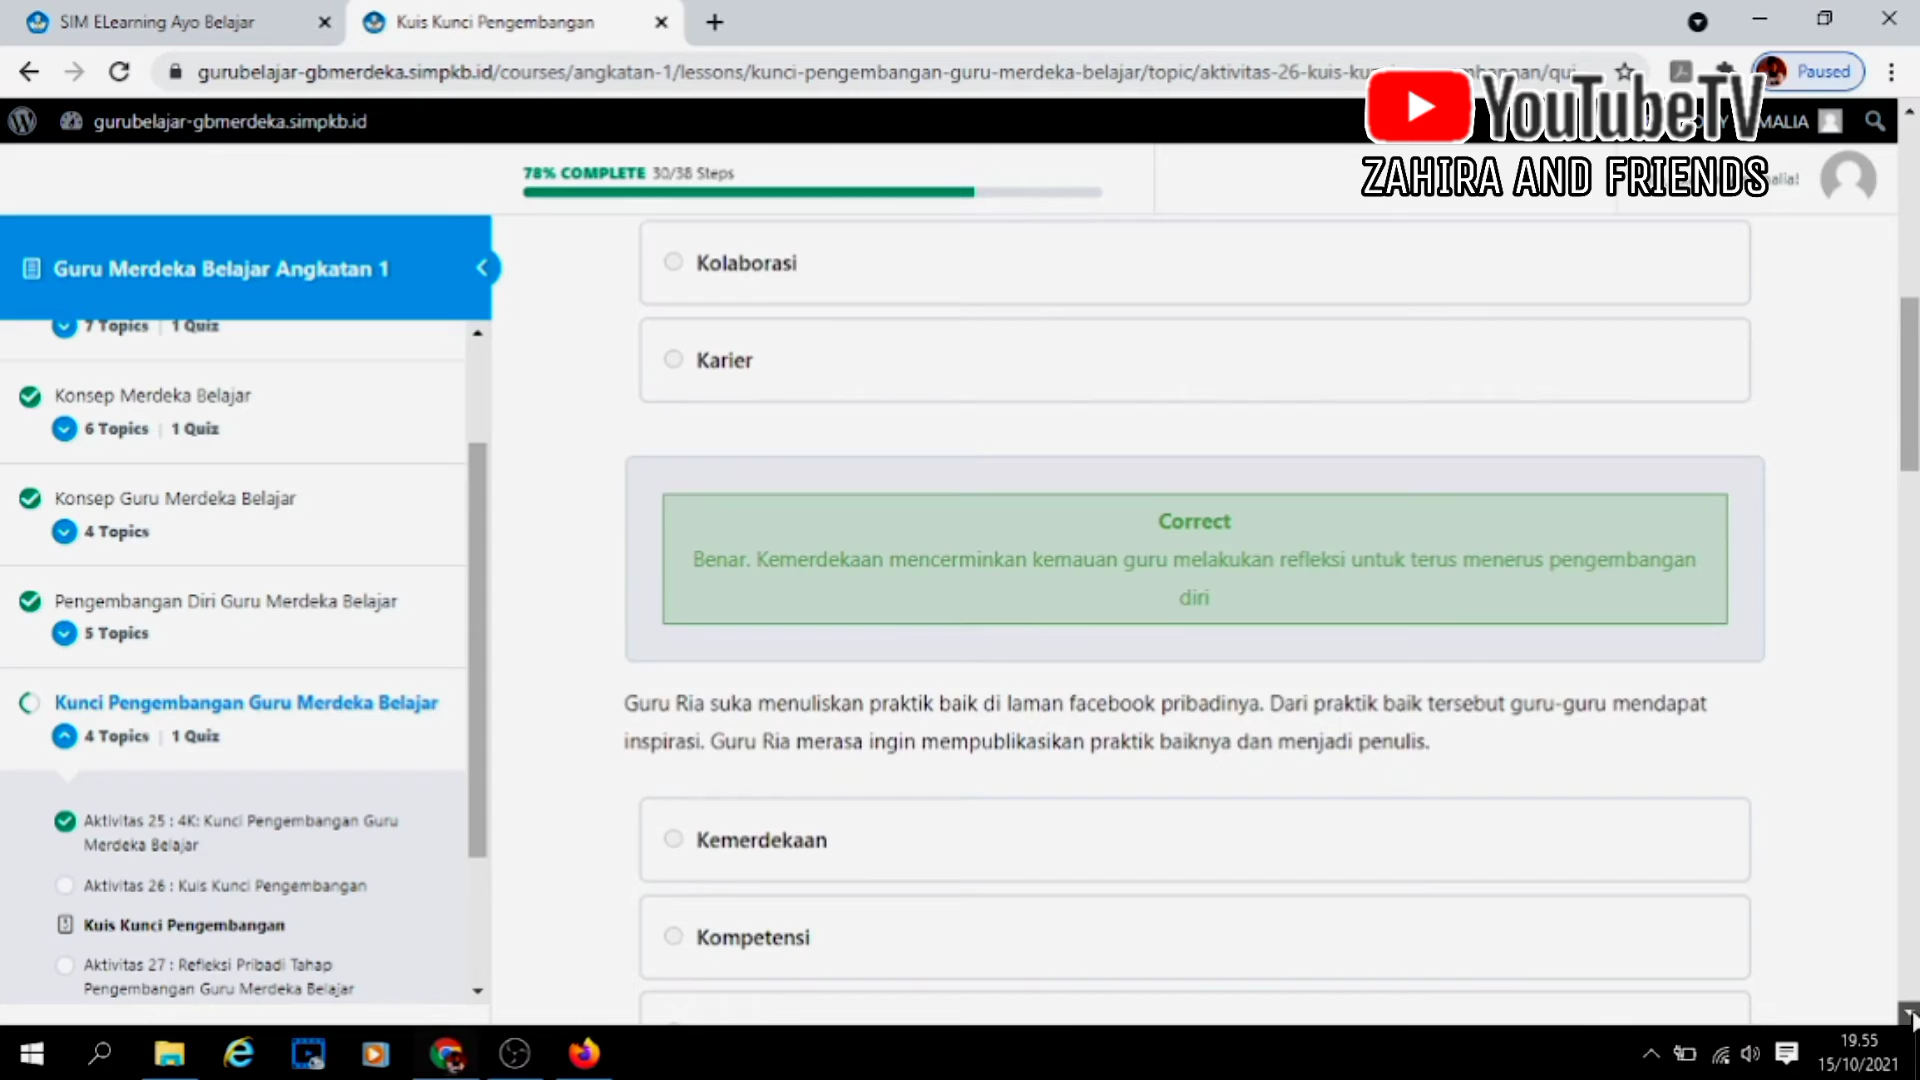 SIM ELearning Ayo Belajar
Kuis Kunci Pengembangan
gurubelajar-gbmerdeka.simpkb.id/courses/angkatan-1/lessons/kunci-pengembangan-guru-merdeka-belajar/topic/aktivitas-26-kuis-ku
Paused
YouTubeTV
gurubelajar-gbmerdeka.simpkb.id
MALIA
ZAHIRA AND FRIENDS
78% COMPLETE 30/38 Steps
alia!
Guru Merdeka Belajar Angkatan 1
7 Topics | 1 Quiz
Konsep Merdeka Belajar
6 Topics | 1 Quiz
Konsep Guru Merdeka Belajar
4 Topics
Pengembangan Diri Guru Merdeka Belajar
5 Topics
Kunci Pengembangan Guru Merdeka Belajar
4 Topics | 1 Quiz
Aktivitas 25 : 4K: Kunci Pengembangan Guru
Merdeka Belajar
Aktivitas 26 : Kuis Kunci Pengembangan
Kuis Kunci Pengembangan
Aktivitas 27 : Refleksi Pribadi Tahap
Pengembangan Guru Merdeka Belajar
Kolaborasi
Karier
Correct
Benar. Kemerdekaan mencerminkan kemauan guru melakukan refleksi untuk terus menerus pengembangan
diri
Guru Ria suka menuliskan praktik baik di laman facebook pribadinya. Dari praktik baik tersebut guru-guru mendapat
inspirasi. Guru Ria merasa ingin mempublikasikan praktik baiknya dan menjadi penulis.
Kemerdekaan
Kompetensi
19.55
15/10/2021